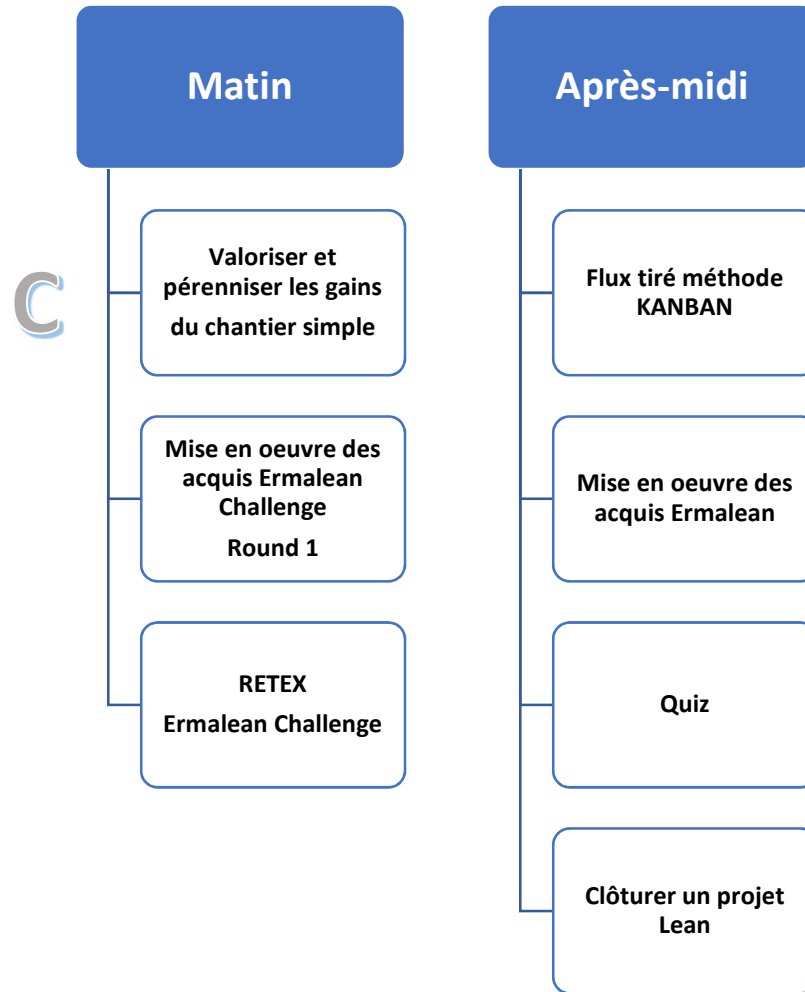 Matin
Après-midi
C
Valoriser et
pérenniser les gains
du chantier simple
Mise en oeuvre des
acquis Ermalean
Challenge
Round 1
RETEX
Ermalean Challenge
Flux tiré méthode
KANBAN
Mise en oeuvre des
acquis Ermalean
Quiz
Clôturer un projet
Lean